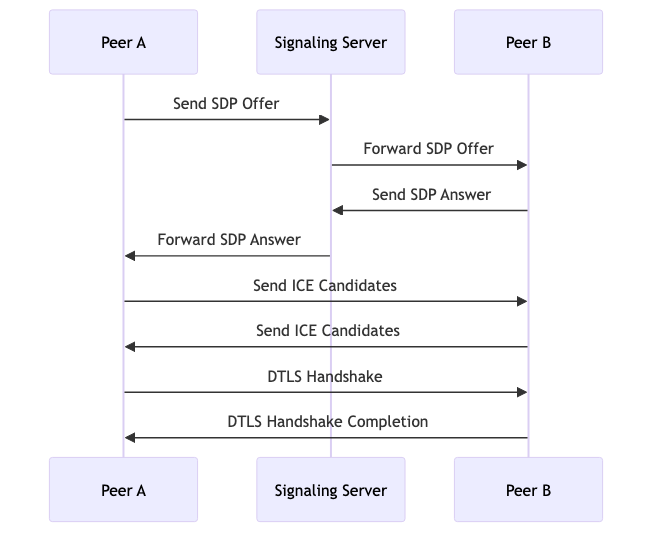 Peer A
Signaling Server
Peer B
Send SDP Offer
Forward SDP Offer
Send SDP Answer
Forward SDP Answer
Send ICE Candidates
Send ICE Candidates
DTLS Handshake
DTLS Handshake Completion
Peer A
Signaling Server
Peer B